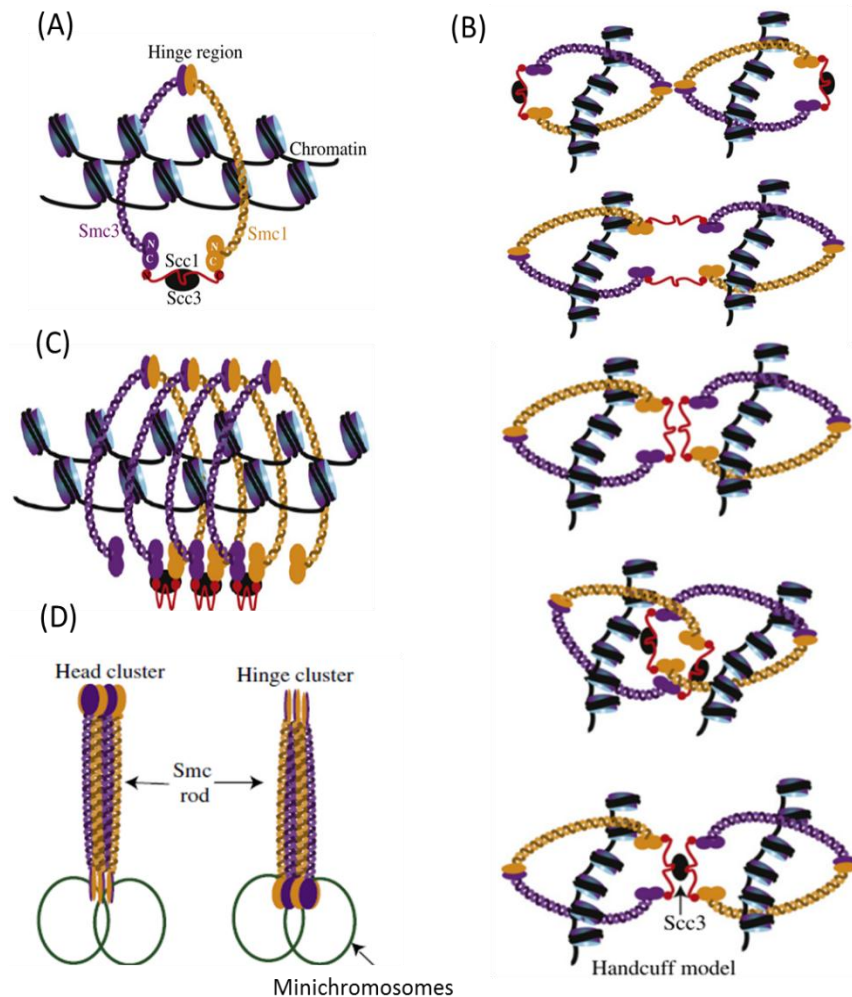 (A)
Hinge region
Chromatin
Smc3
Smc1
N
C
N
C
Scc1
Scc3
(B)
(C)
(D)
Head cluster
Hinge cluster
Smc
rod
Minichromosomes
Scc3
Handcuff model